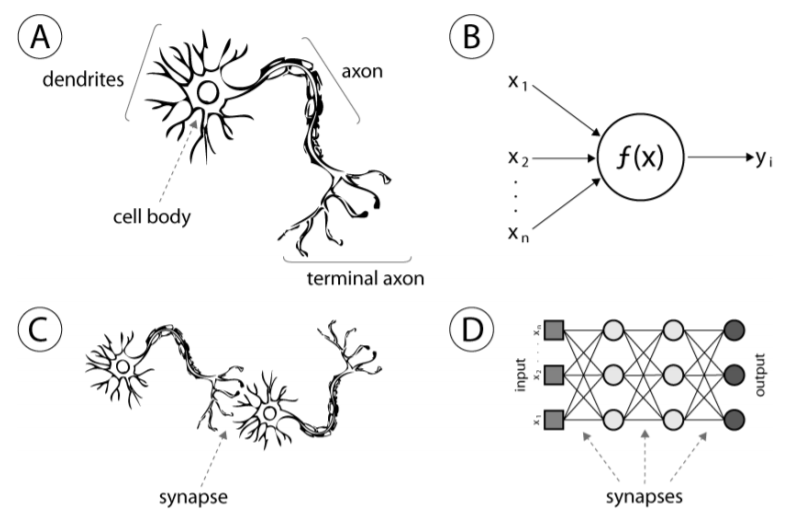 A
dendrites
axon
cell body
terminal axon
B
x1
x2
xn
f(x)
yi
C
synapse
D
input
xn
x2
x1
output
synapses